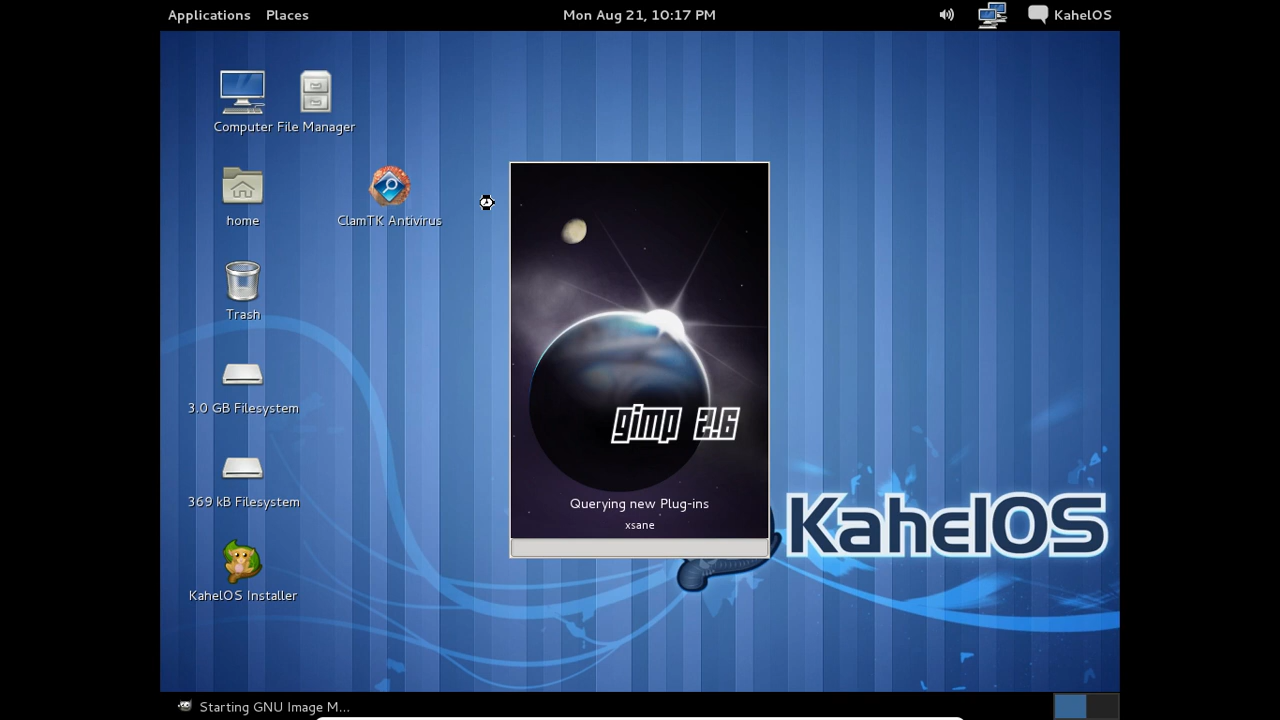 Applications Places Mon Aug 21, 10:17 PM KahelOS
Computer File Manager
home ClamTK Antivirus
Trash
3.0 GB Filesystem
gimp 2.6
369 kB Filesystem
Querying new Plug-ins
xsane
KahelOS
KahelOS Installer
Starting GNU Image M...